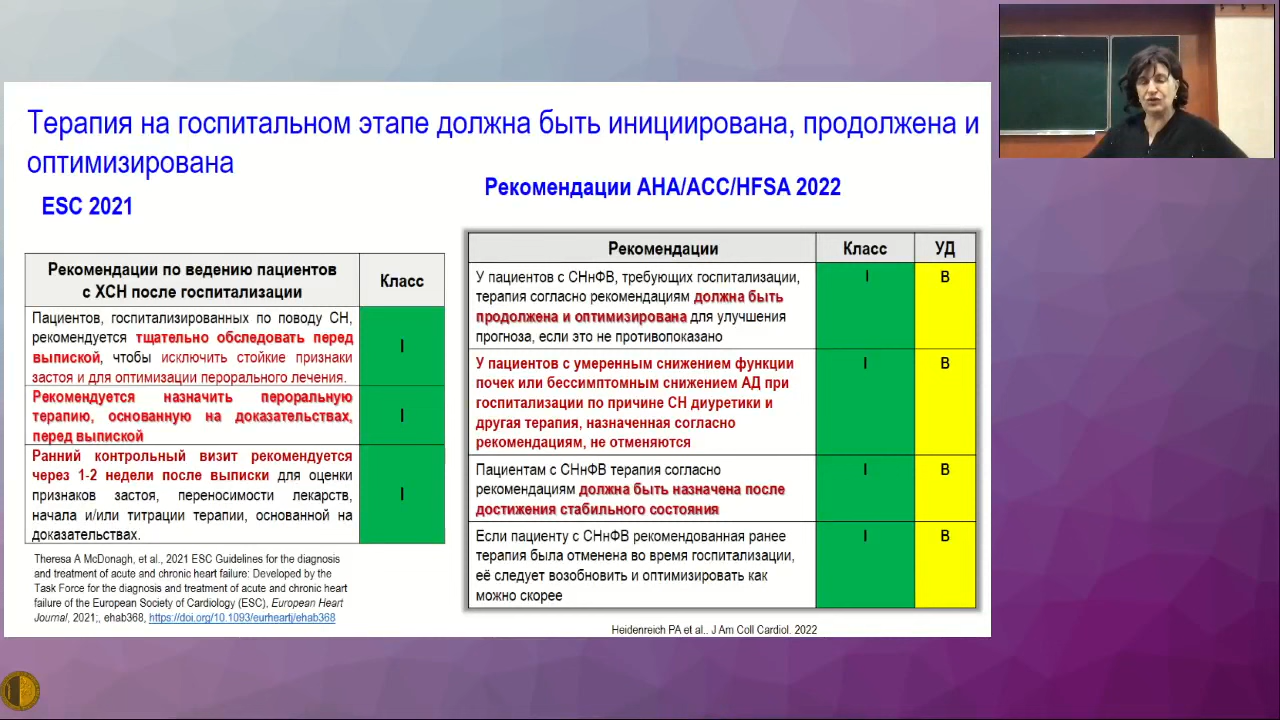 Терапия на госпитальном этапе должна быть инициирована, продолжена и
оптимизирована
ESC 2021
Рекомендации по ведению пациентов
с ХСН после госпитализации
Класс
Пациентов, госпитализированных по поводу СН,
рекомендуется тщательно обследовать перед
выпиской, чтобы исключить стойкие признаки
застоя и для оптимизации перорального лечения.
I
Рекомендуется назначить пероральную
терапию, основанную на доказательствах,
перед выпиской
I
Ранний контрольный визит рекомендуется
через 1-2 недели после выписки для оценки
признаков застоя, переносимости лекарств,
начала и/или титрации терапии, основанной на
доказательствах.
I
Theresa A McDonagh, et al., 2021 ESC Guidelines for the diagnosis
and treatment of acute and chronic heart failure: Developed by the
Task Force for the diagnosis and treatment of acute and chronic heart
failure of the European Society of Cardiology (ESC), European Heart
Journal, 2021;, ehab368, https://doi.org/10.1093/eurheartj/ehab368
Рекомендации AHA/ACC/HFSA 2022
Рекомендации
Класс
УД
У пациентов с СНнФВ, требующих госпитализации,
терапия согласно рекомендациям должна быть
продолжена и оптимизирована для улучшения
прогноза, если это не противопоказано
I
B
У пациентов с умеренным снижением функции
почек или бессимптомным снижением АД при
госпитализации по причине СН диуретики и
другая терапия, назначенная согласно
рекомендациям, не отменяются
I
B
Пациентам с СНнФВ терапия согласно
рекомендациям должна быть назначена после
достижения стабильного состояния
I
B
Если пациенту с СНнФВ рекомендованная ранее
терапия была отменена во время госпитализации,
её следует возобновить и оптимизировать как
можно скорее
I
B
Heidenreich PA et al.. J Am Coll Cardiol. 2022